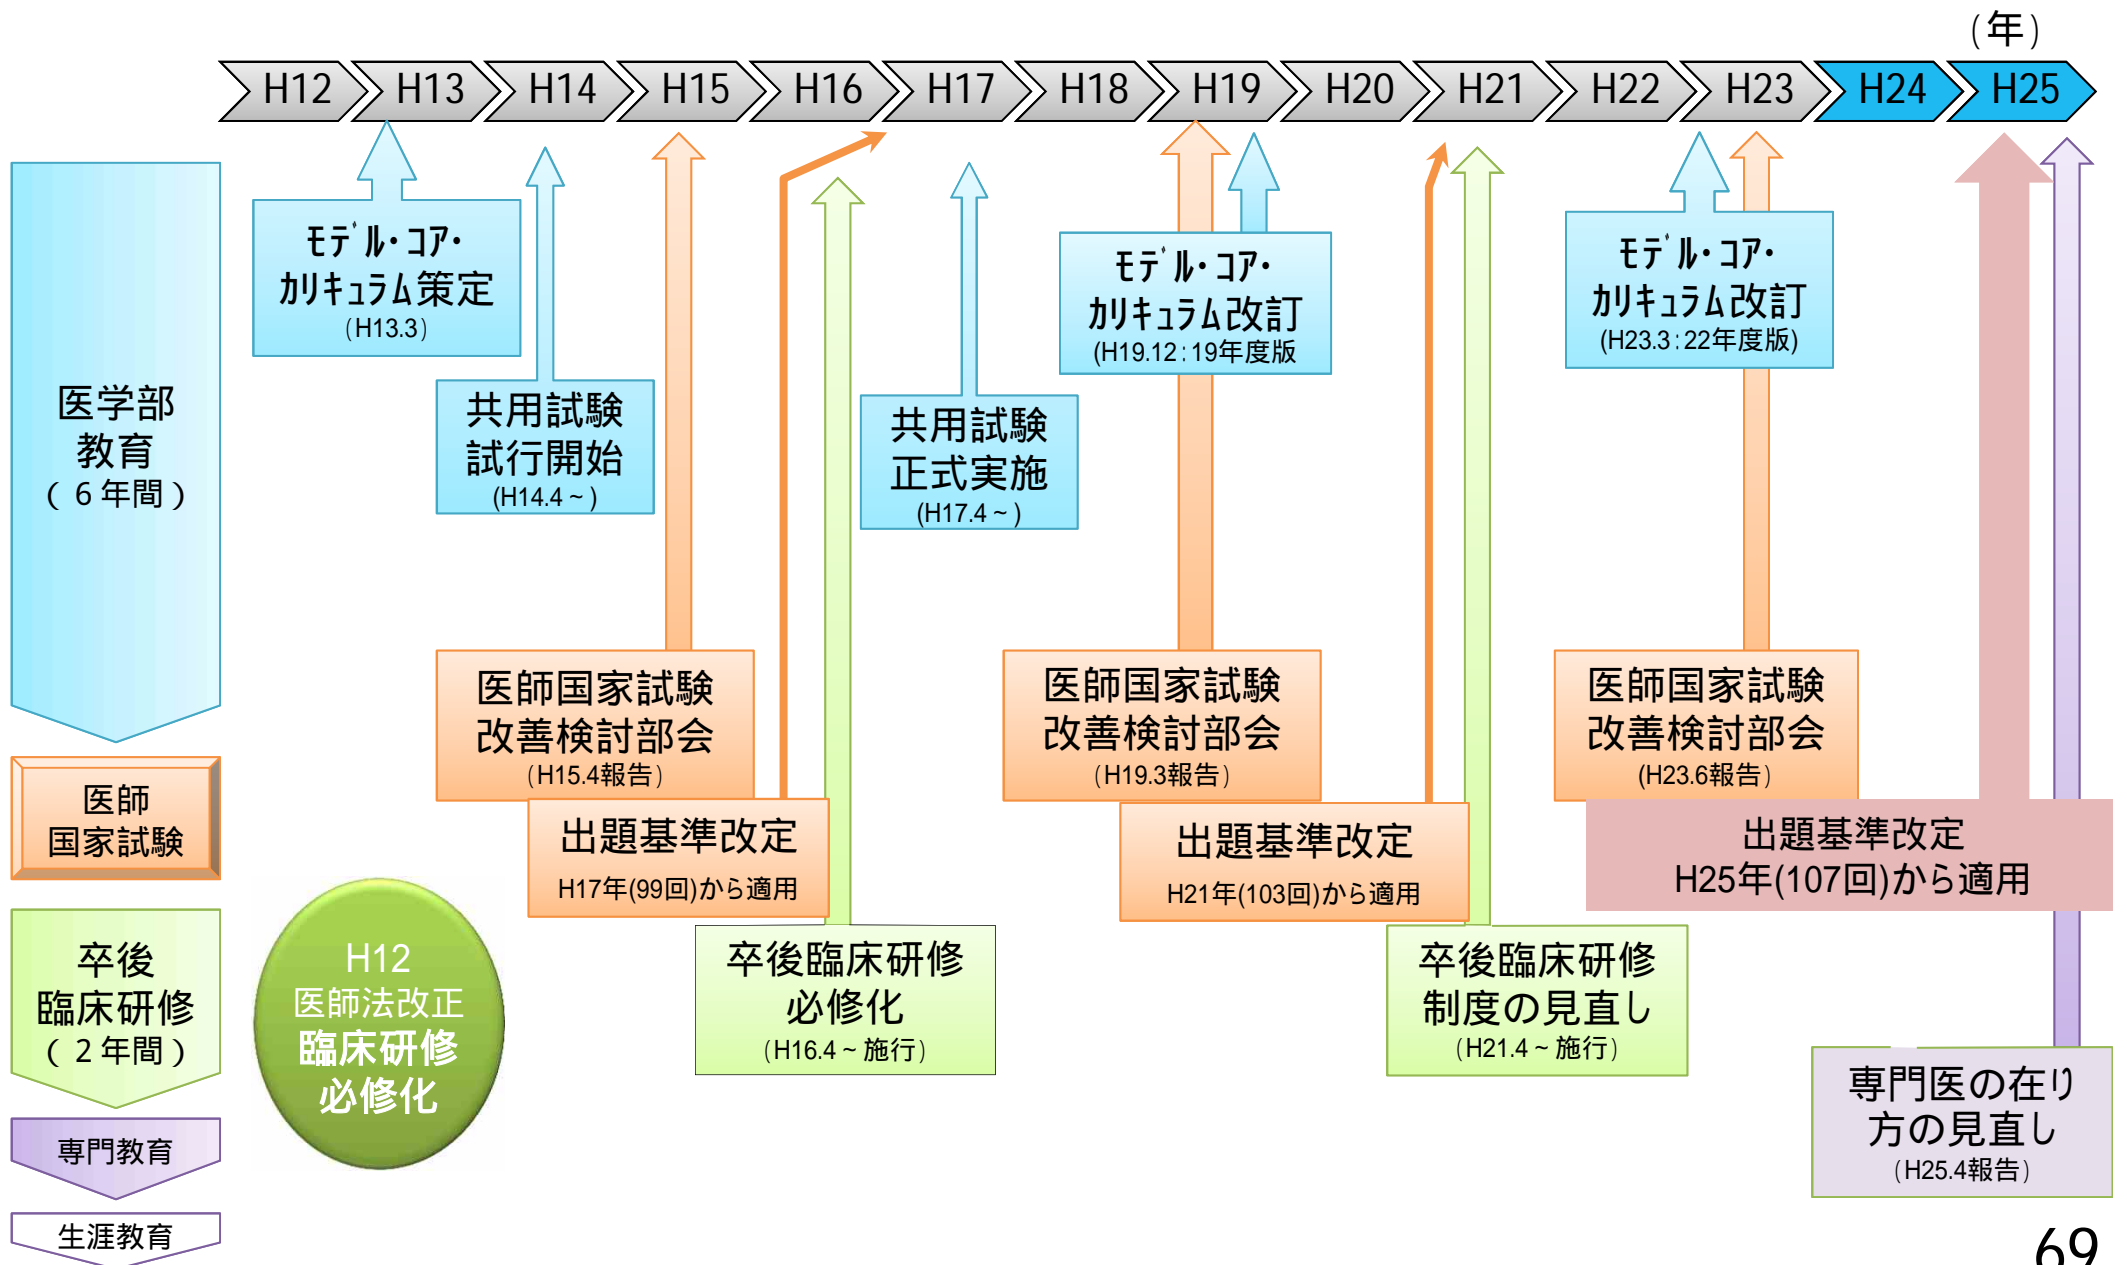 (年)
H12 H13 H14 H15 H16 H17 H18 H19 H20 H21 H22 H23 H24 H25
医学部
教育
(6年間)
医師
国家試験
卒後
臨床研修
(2年間)
専門教育
生涯教育
ﾓﾃﾞﾙ・ｺｱ・
ｶﾘｷｭﾗﾑ策定
(H13.3)
共用試験
試行開始
(H14.4~)
共用試験
正式実施
(H17.4~)
ﾓﾃﾞﾙ・ｺｱ・
ｶﾘｷｭﾗﾑ改訂
(H19.12:19年度版
ﾓﾃﾞﾙ・ｺｱ・
ｶﾘｷｭﾗﾑ改訂
(H23.3:22年度版)
医師国家試験
改善検討部会
(H15.4報告)
出題基準改定
H17年(99回)から適用
医師国家試験
改善検討部会
(H19.3報告)
出題基準改定
H21年(103回)から適用
医師国家試験
改善検討部会
(H23.6報告)
出題基準改定
H25年(107回)から適用
H12
医師法改正
臨床研修
必修化
卒後臨床研修
必修化
(H16.4~施行)
卒後臨床研修
制度の見直し
(H21.4~施行)
専門医の在り
方の見直し
(H25.4報告)
69